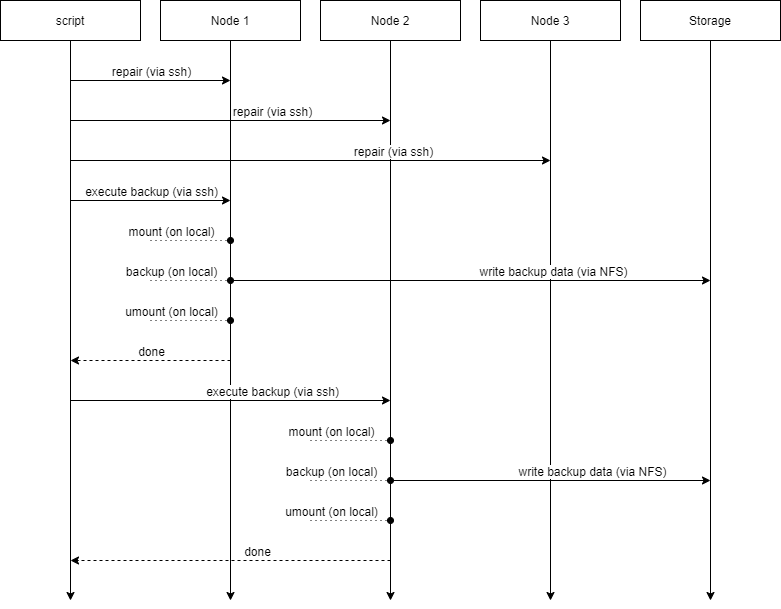 script
Node 1
Node 2
Node 3
Storage
repair (via ssh)
repair (via ssh)
repair (via ssh)
execute backup (via ssh)
mount (on local)
backup (on local)
write backup data (via NFS)
umount (on local)
done
execute backup (via ssh)
mount (on local)
backup (on local)
write backup data (via NFS)
umount (on local)
done